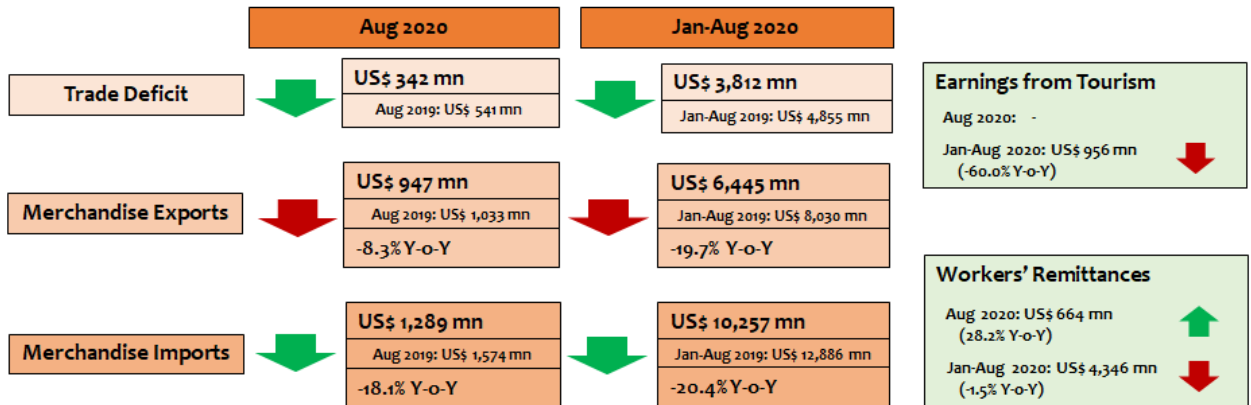 Aug 2020
Jan-Aug 2020
Trade Deficit
US$ 342 mn
Aug 2019: US$ 541 mn
US$ 3,812 mn
Jan-Aug 2019: US$ 4,855 mn
Merchandise Exports
US$ 947 mn
Aug 2019: US$ 1,033 mn
-8.3% Y-o-Y
US$ 6,445 mn
Jan-Aug 2019: US$ 8,030 mn
-19.7% Y-o-Y
Merchandise Imports
US$ 1,289 mn
Aug 2019: US$ 1,574 mn
-18.1% Y-o-Y
US$ 10,257 mn
Jan-Aug 2019: US$ 12,886 mn
-20.4% Y-o-Y
Earnings from Tourism
Aug 2020: -
Jan-Aug 2020: US$ 956 mn
(-60.0% Y-o-Y)
Workers' Remittances
Aug 2020: US$ 664 mn
(28.2% Y-o-Y)
Jan-Aug 2020: US$ 4,346 mn
(-1.5% Y-o-Y)